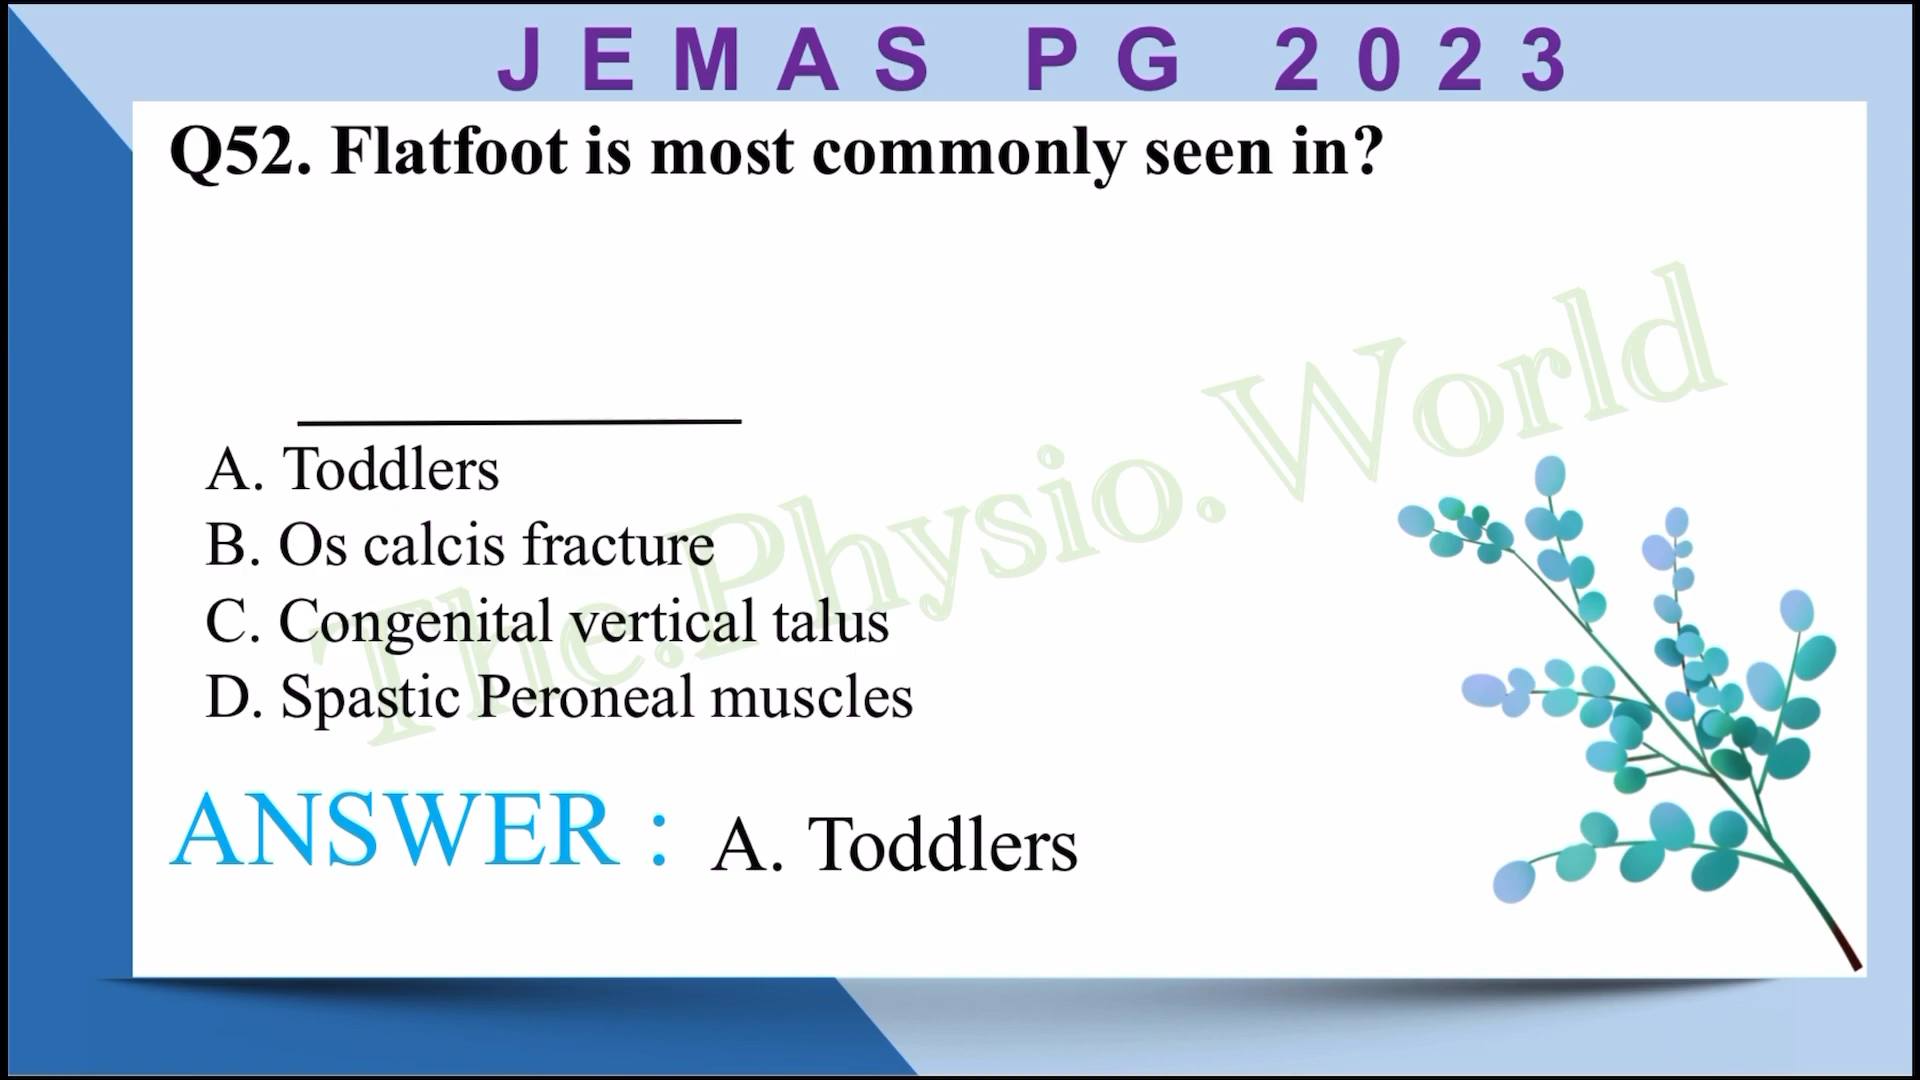 JEMAS PG 2023
Q52. Flatfoot is most commonly seen in?
A. Toddlers
B. Os calcis fracture
C. Congenital vertical talus
D. Spastic Peroneal muscles
The.Physio.World
ANSWER : A. Toddlers